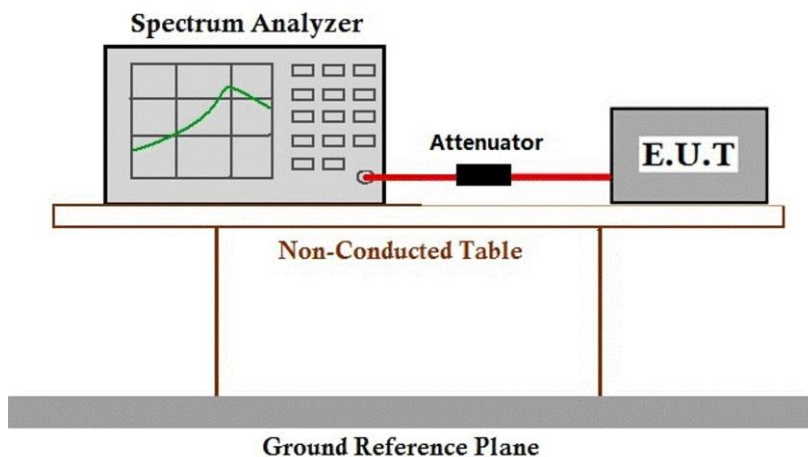 Spectrum Analyzer
Attenuator
E.U.T
Non-Conducted Table
Ground Reference Plane